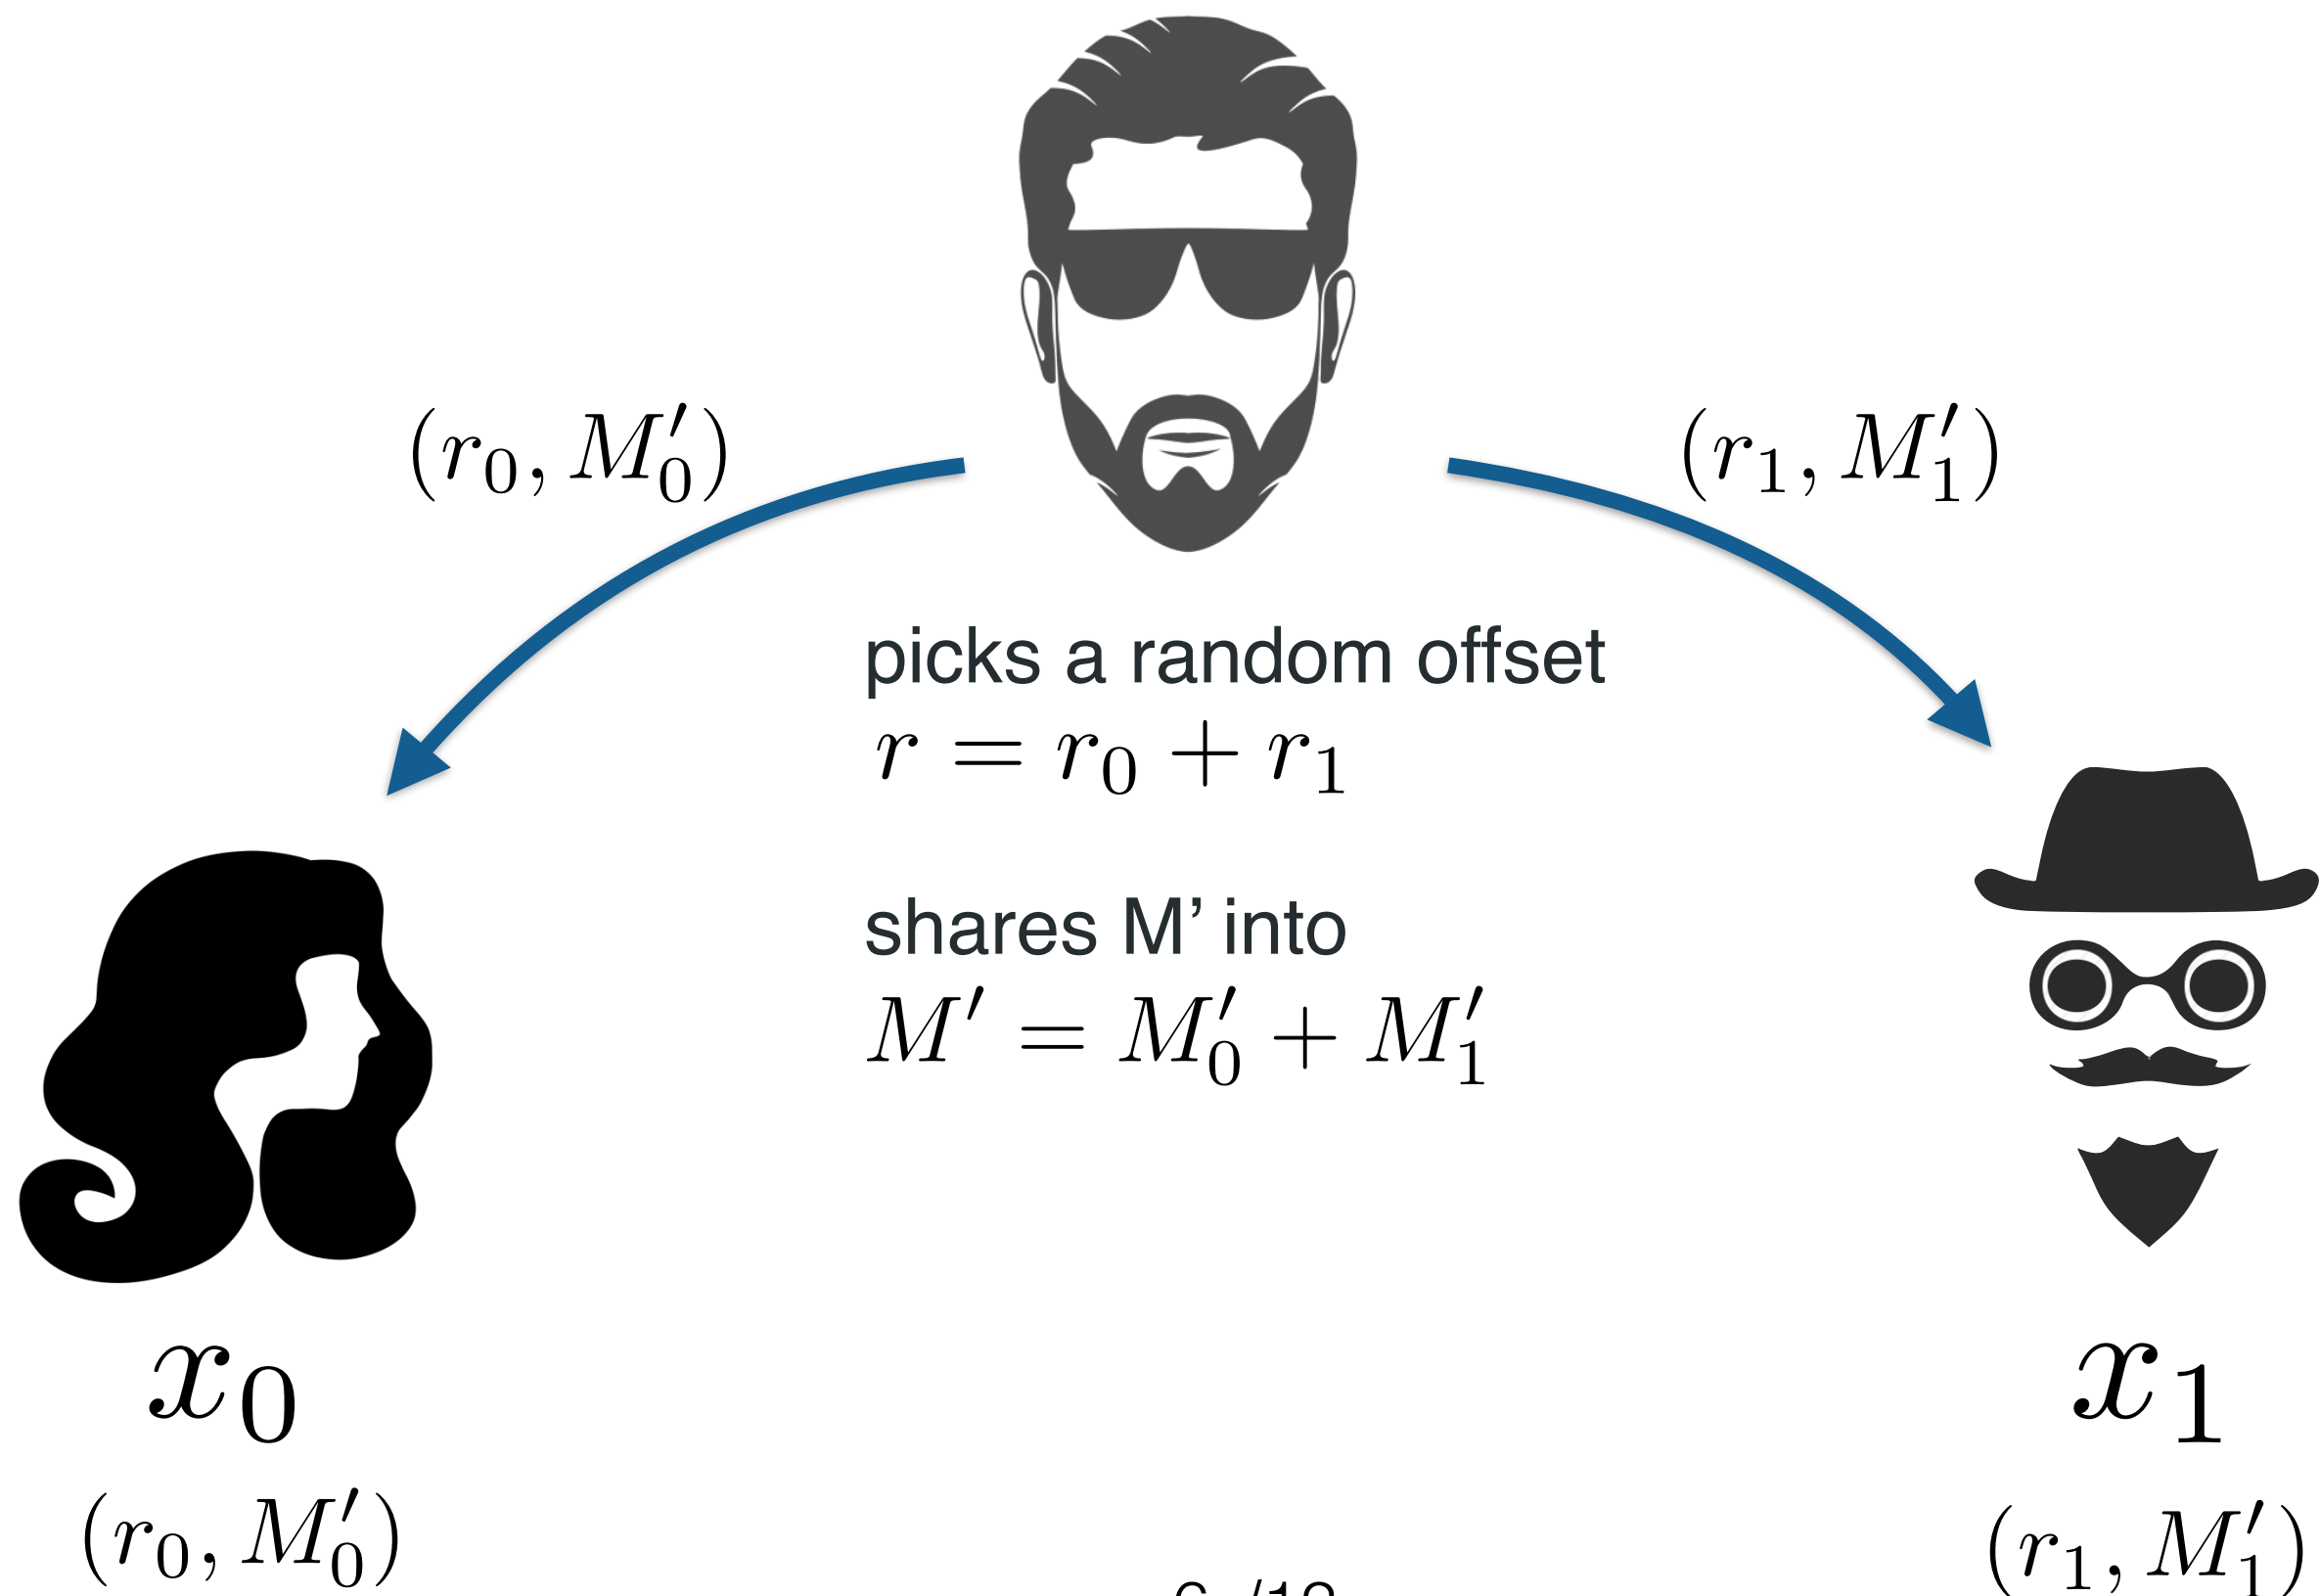 (r₀, M′₀)
(r₁, M′₁)
picks a random offset
r = r₀ + r₁
shares M’ into
M′ = M′₀ + M′₁
x₀
x₁
(r₀, M′₀)
(r₁, M′₁)